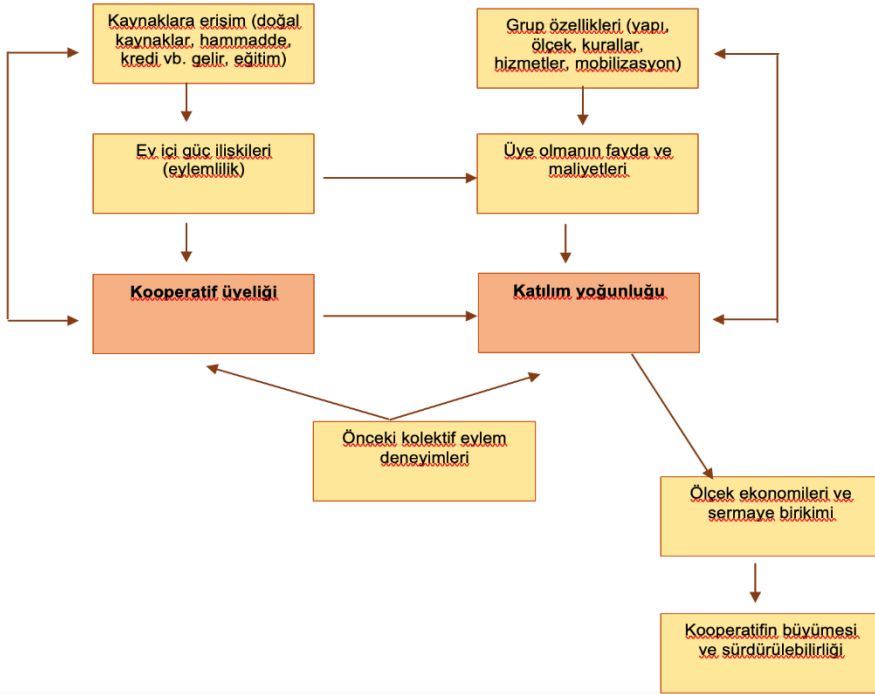 Kaynaklara erişim (doğal
kaynaklar, hammadde,
kredi vb. gelir, eğitim)
Grup özellikleri (yapı,
ölçek, kurallar,
hizmetler, mobilizasyon)
Ev içi güç ilişkileri
(eylemlilik)
Üye olmanın fayda ve
maliyetleri
Kooperatif üyeliği
Katılım yoğunluğu
Önceki kolektif eylem
deneyimleri
Ölçek ekonomileri ve
sermaye birikimi
Kooperatifin büyümesi
ve sürdürülebilirliği